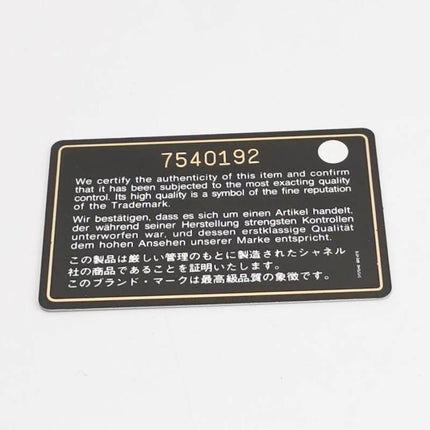 7540192
We certify the authenticity of this item and confirm
that it has been subjected to the most exacting quality
control. Its high quality is a symbol of the fine reputation
of the Trademark.
Wir bestätigen, dass es sich um einen Artikel handelt,
der während seiner Herstellung strengsten Kontrollen
unterworfen war, und dessen erstklassige Qualität
dem hohen Ansehen unserer Marke entspricht.
この製品は厳しい管理のもとに製造されたシャネル
社の商品であることを証明いたします。
このブランド・マークは最高級品質の象徴です。